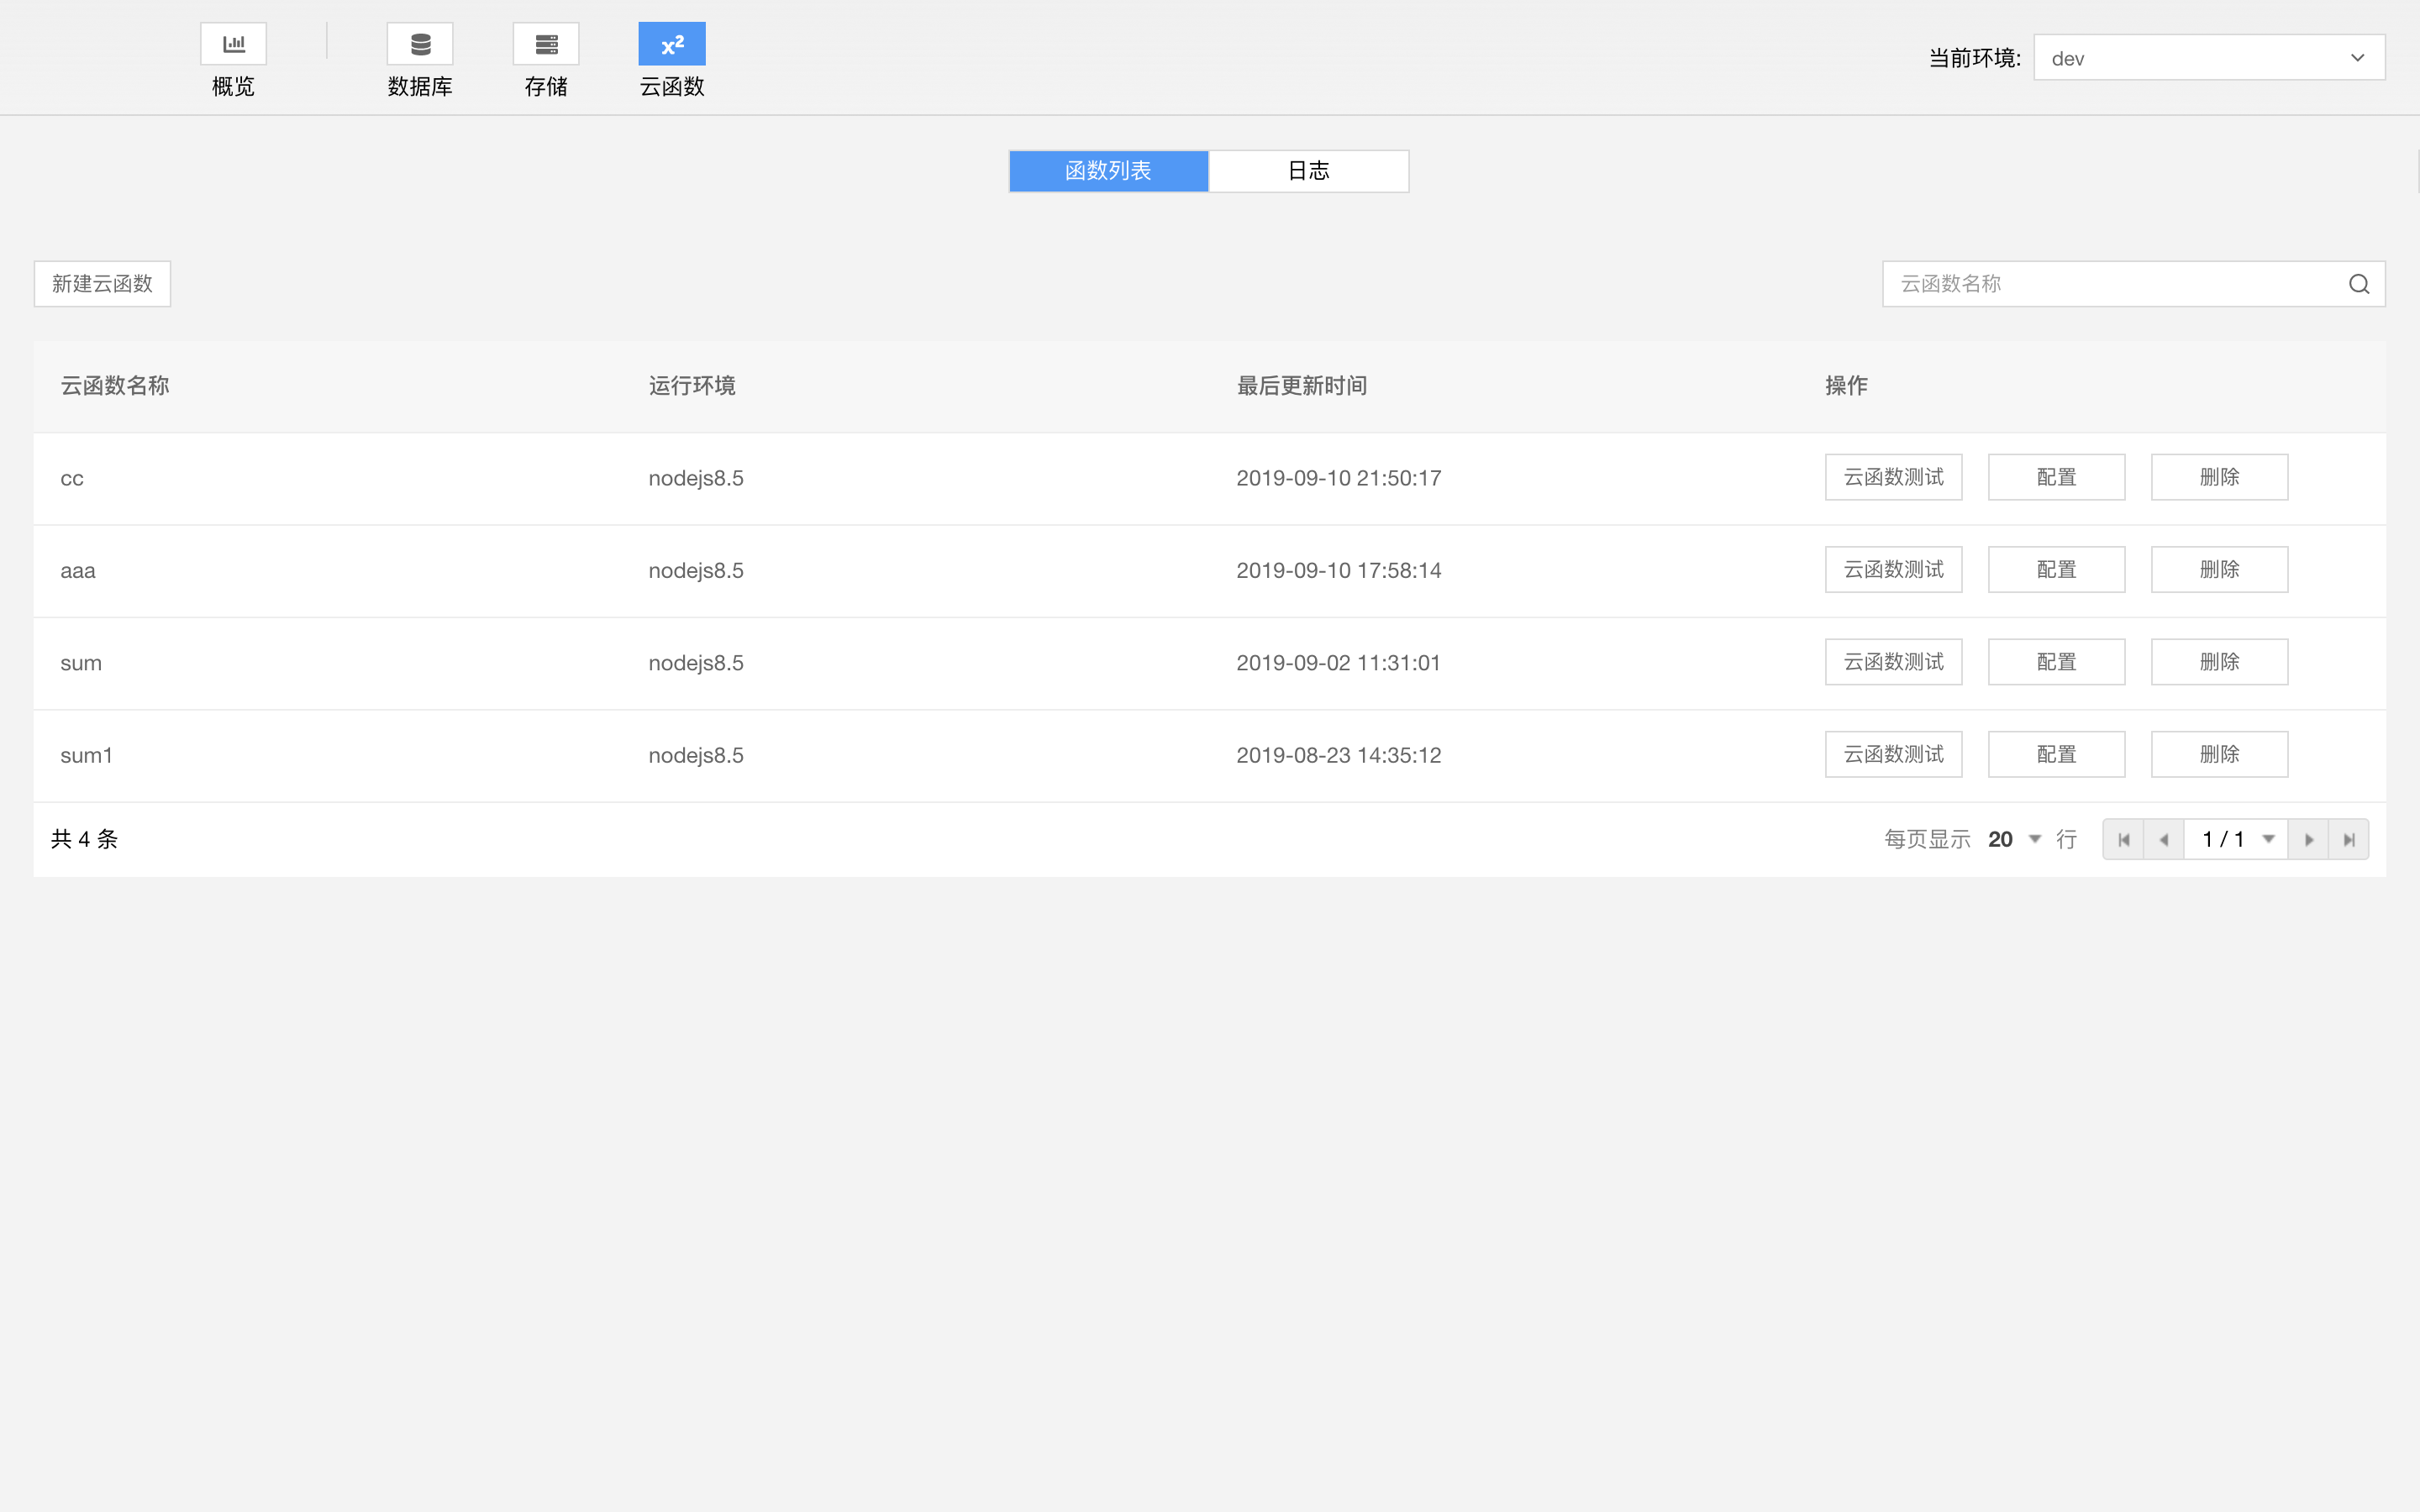 概览
数据库
存储
x²
云函数
当前环境:
dev
函数列表
日志
新建云函数
云函数名称
云函数名称 运行环境 最后更新时间 操作
cc nodejs8.5 2019-09-10 21:50:17 云函数测试 配置 删除
aaa nodejs8.5 2019-09-10 17:58:14 云函数测试 配置 删除
sum nodejs8.5 2019-09-02 11:31:01 云函数测试 配置 删除
sum1 nodejs8.5 2019-08-23 14:35:12 云函数测试 配置 删除
共 4 条 每页显示 20 行 1 / 1